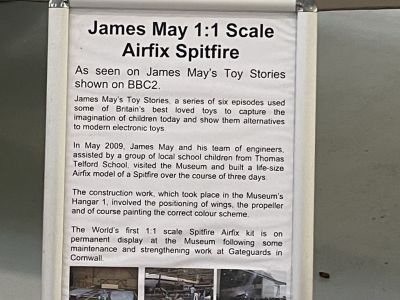 James May 1:1 Scale
Airfix Spitfire
As seen on James May's Toy Stories
shown on BBC2.
James May's Toy Stories, a series of six episodes used
some of Britain's best loved toys to capture the
imagination of children today and show them alternatives
to modern electronic toys
In May 2009, James May and his team of engineers,
assisted by a group of local school children from Thomas
Telford School, visited the Museum and built a life-size
Airfix model of a Spitfire over the course of three days.
The construction work, which took place in the Museum's
Hangar 1, involved the positioning of wings, the propeller
and of course painting the correct colour scheme.
The World's first 1:1 scale Spitfire Airfix kit is on
permanent display at the Museum following some
maintenance and strengthening work at Gateguards in
Cornwall.